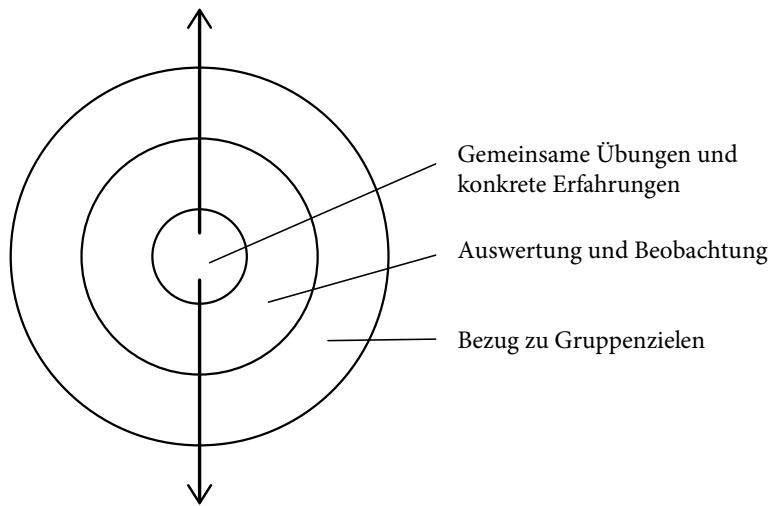 Gemeinsame Übungen und
konkrete Erfahrungen
Auswertung und Beobachtung
Bezug zu Gruppenzielen